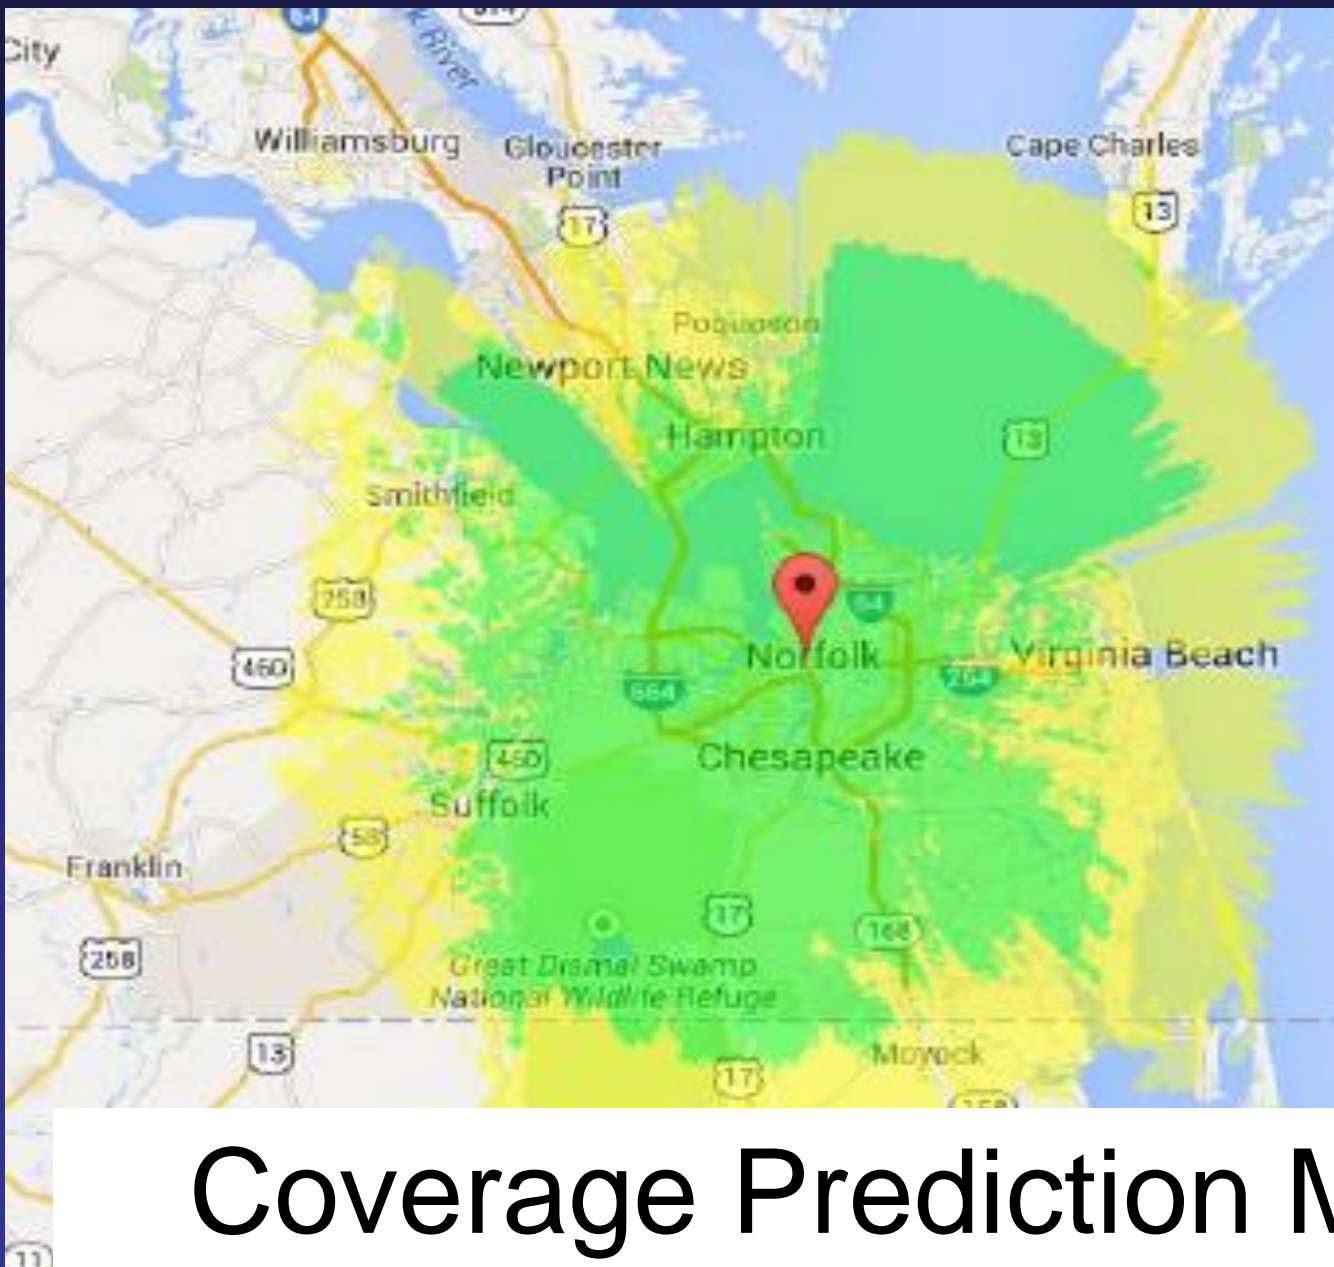 City
k River
Williamsburg
Gloucester
Point
17
Cape Charles
13
Poquoson
Newport News
Hampton
13
Smithfield
258
64
460
Norfolk
Virginia Beach
664
264
460
Chesapeake
Suffolk
58
Franklin
258
17
168
Great Dismal Swamp
National Wildlife Refuge
13
Moyock
17
158
Coverage Prediction M